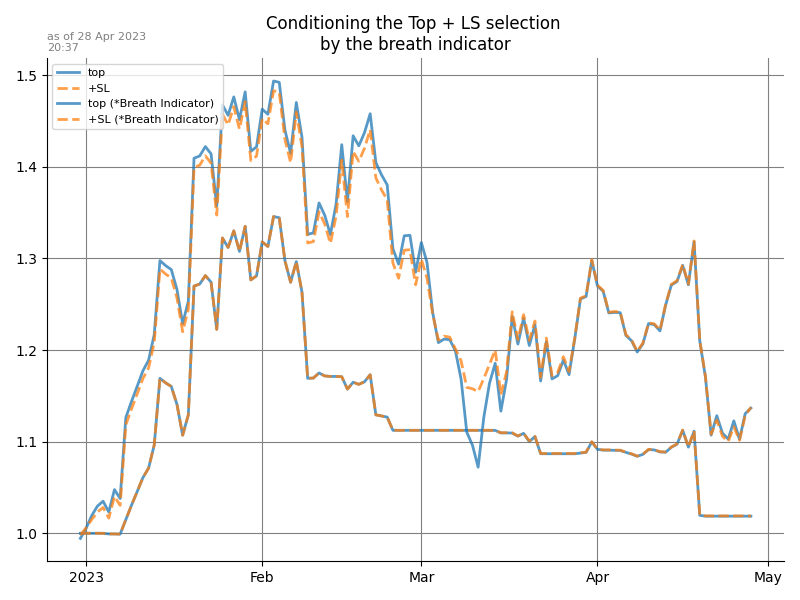 Conditioning the Top + LS selection
by the breath indicator
as of 28 Apr 2023
20:37
top
+SL
top (*Breath Indicator)
+SL (*Breath Indicator)
1.5
1.4
1.3
1.2
1.1
1.0
2023 Feb Mar Apr May